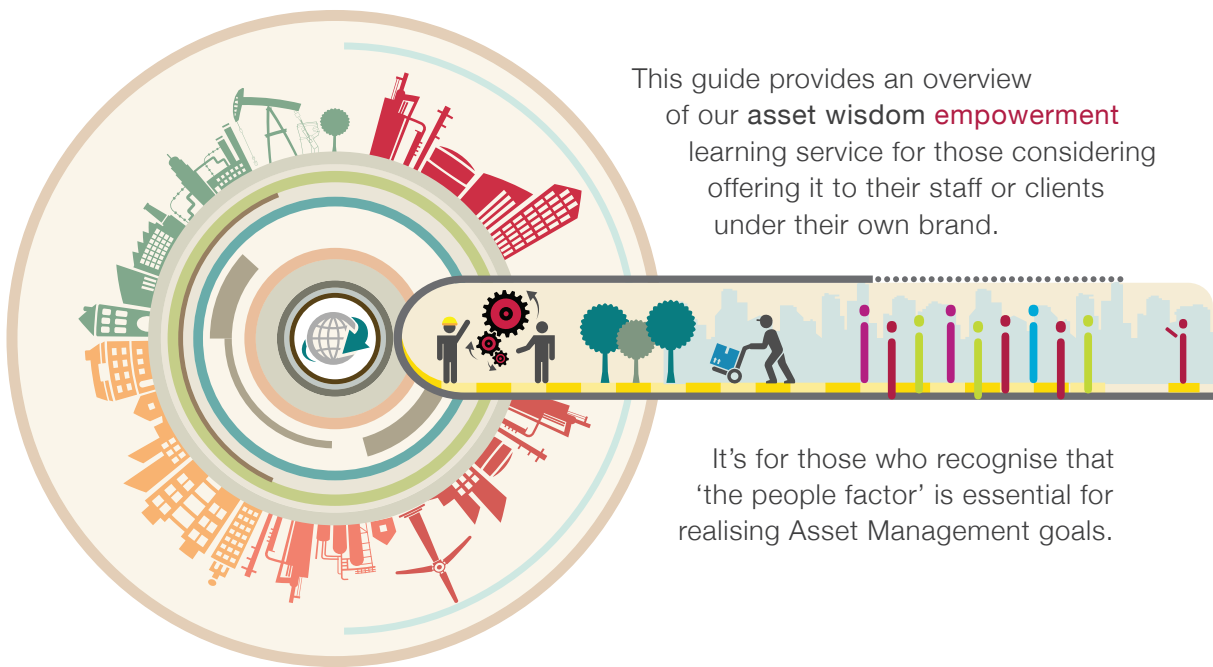 This guide provides an overview
of our asset wisdom empowerment
learning service for those considering
offering it to their staff or clients
under their own brand.
It’s for those who recognise that
‘the people factor’ is essential for
realising Asset Management goals.